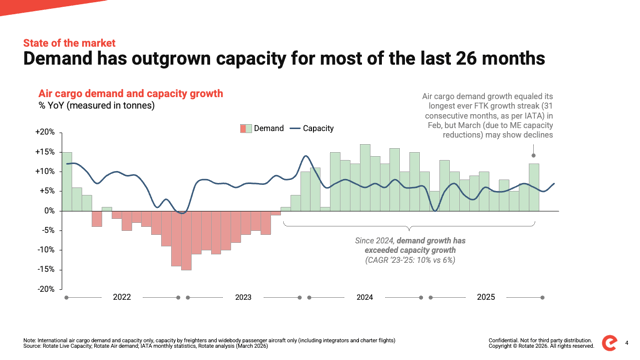 State of the market
Demand has outgrown capacity for most of the last 26 months
Air cargo demand and capacity growth
% YoY (measured in tonnes)
Air cargo demand growth equaled its
longest ever FTK growth streak (31
consecutive months, as per IATA) in
Feb, but March (due to ME capacity
reductions) may show declines
Demand
Capacity
+20%
+15%
+10%
+5%
0%
-5%
-10%
-15%
-20%
Since 2024, demand growth has
exceeded capacity growth
(CAGR '23-'25: 10% vs 6%)
2022
2023
2024
2025
Note: International air cargo demand and capacity only, capacity by freighters and widebody passenger aircraft only (including integrators and charter flights)
Source: Rotate Live Capacity, Rotate Air demand, IATA monthly statistics, Rotate analysis (March 2026)
Confidential. Not for third party distribution.
Copyright © Rotate 2026. All rights reserved.
4